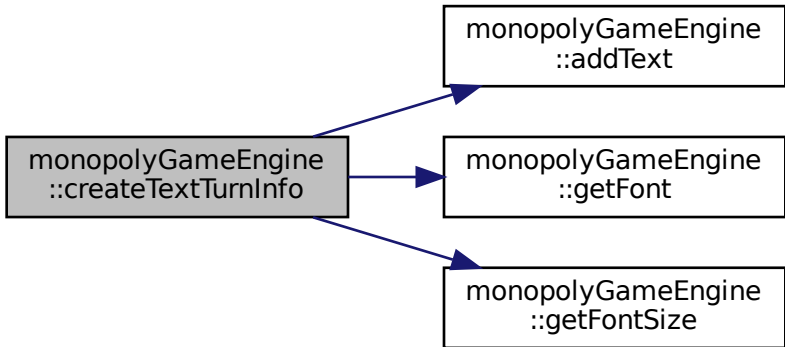 monopolyGameEngine
::addText
monopolyGameEngine
::createTextTurnInfo
monopolyGameEngine
::getFont
monopolyGameEngine
::getFontSize